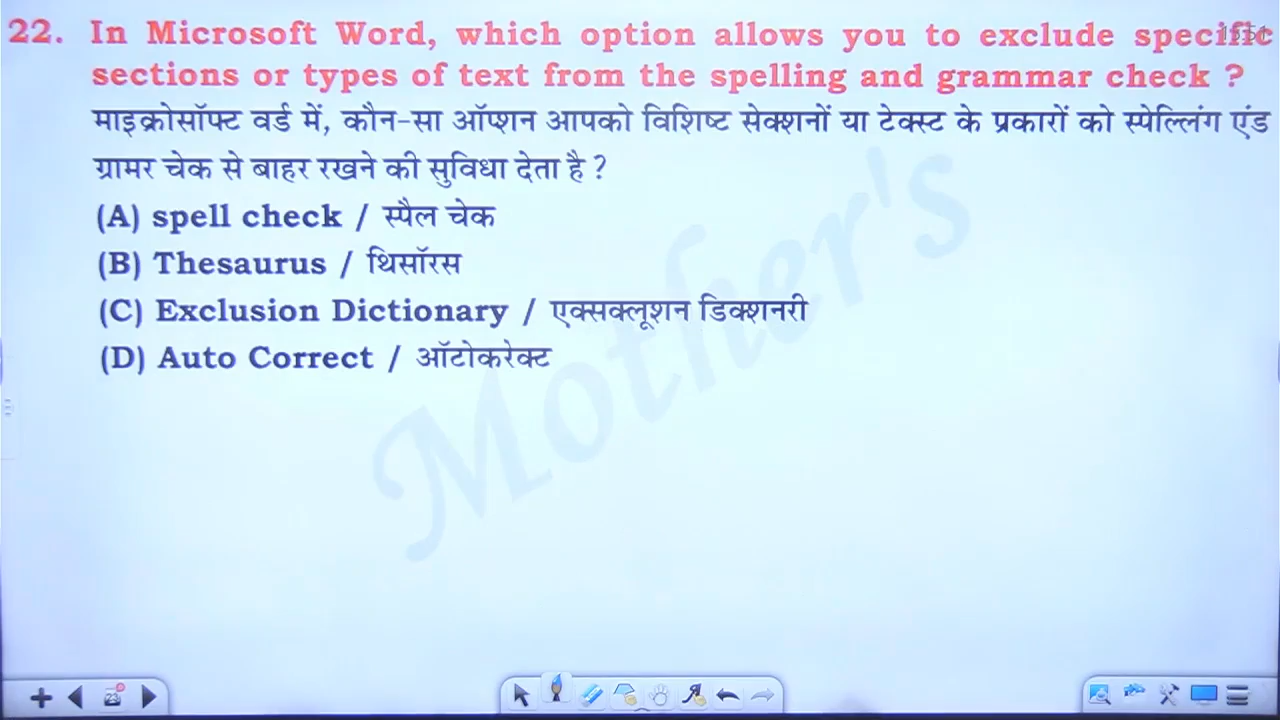 22. In Microsoft Word, which option allows you to exclude specific
sections or types of text from the spelling and grammar check ?
माइक्रोसॉफ्ट वर्ड में, कौन-सा ऑप्शन आपको विशिष्ट सेक्शनों या टेक्स्ट के प्रकारों को स्पेल्लिंग एंड
ग्रामर चेक से बाहर रखने की सुविधा देता है ?
(A) spell check / स्पैल चेक
(B) Thesaurus / थिसॉरस
(C) Exclusion Dictionary / एक्सक्लूशन डिक्शनरी
(D) Auto Correct / ऑटोकरेक्ट
Mother's
23